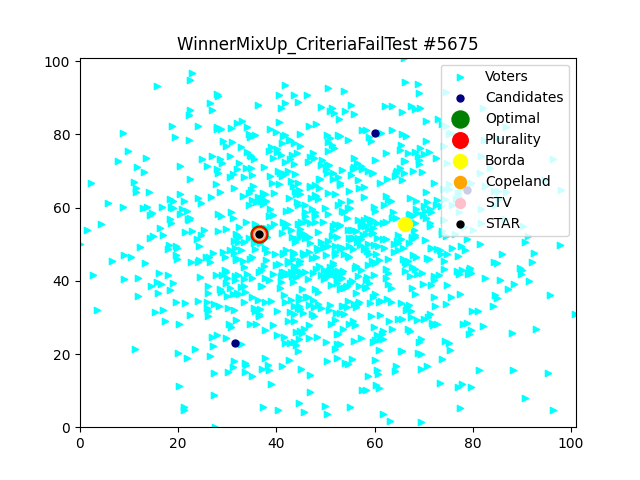 WinnerMixUp_CriteriaFailTest #5675
100
80
60
40
20
0
0
20
40
60
80
100
Voters
Candidates
Optimal
Plurality
Borda
Copeland
STV
STAR